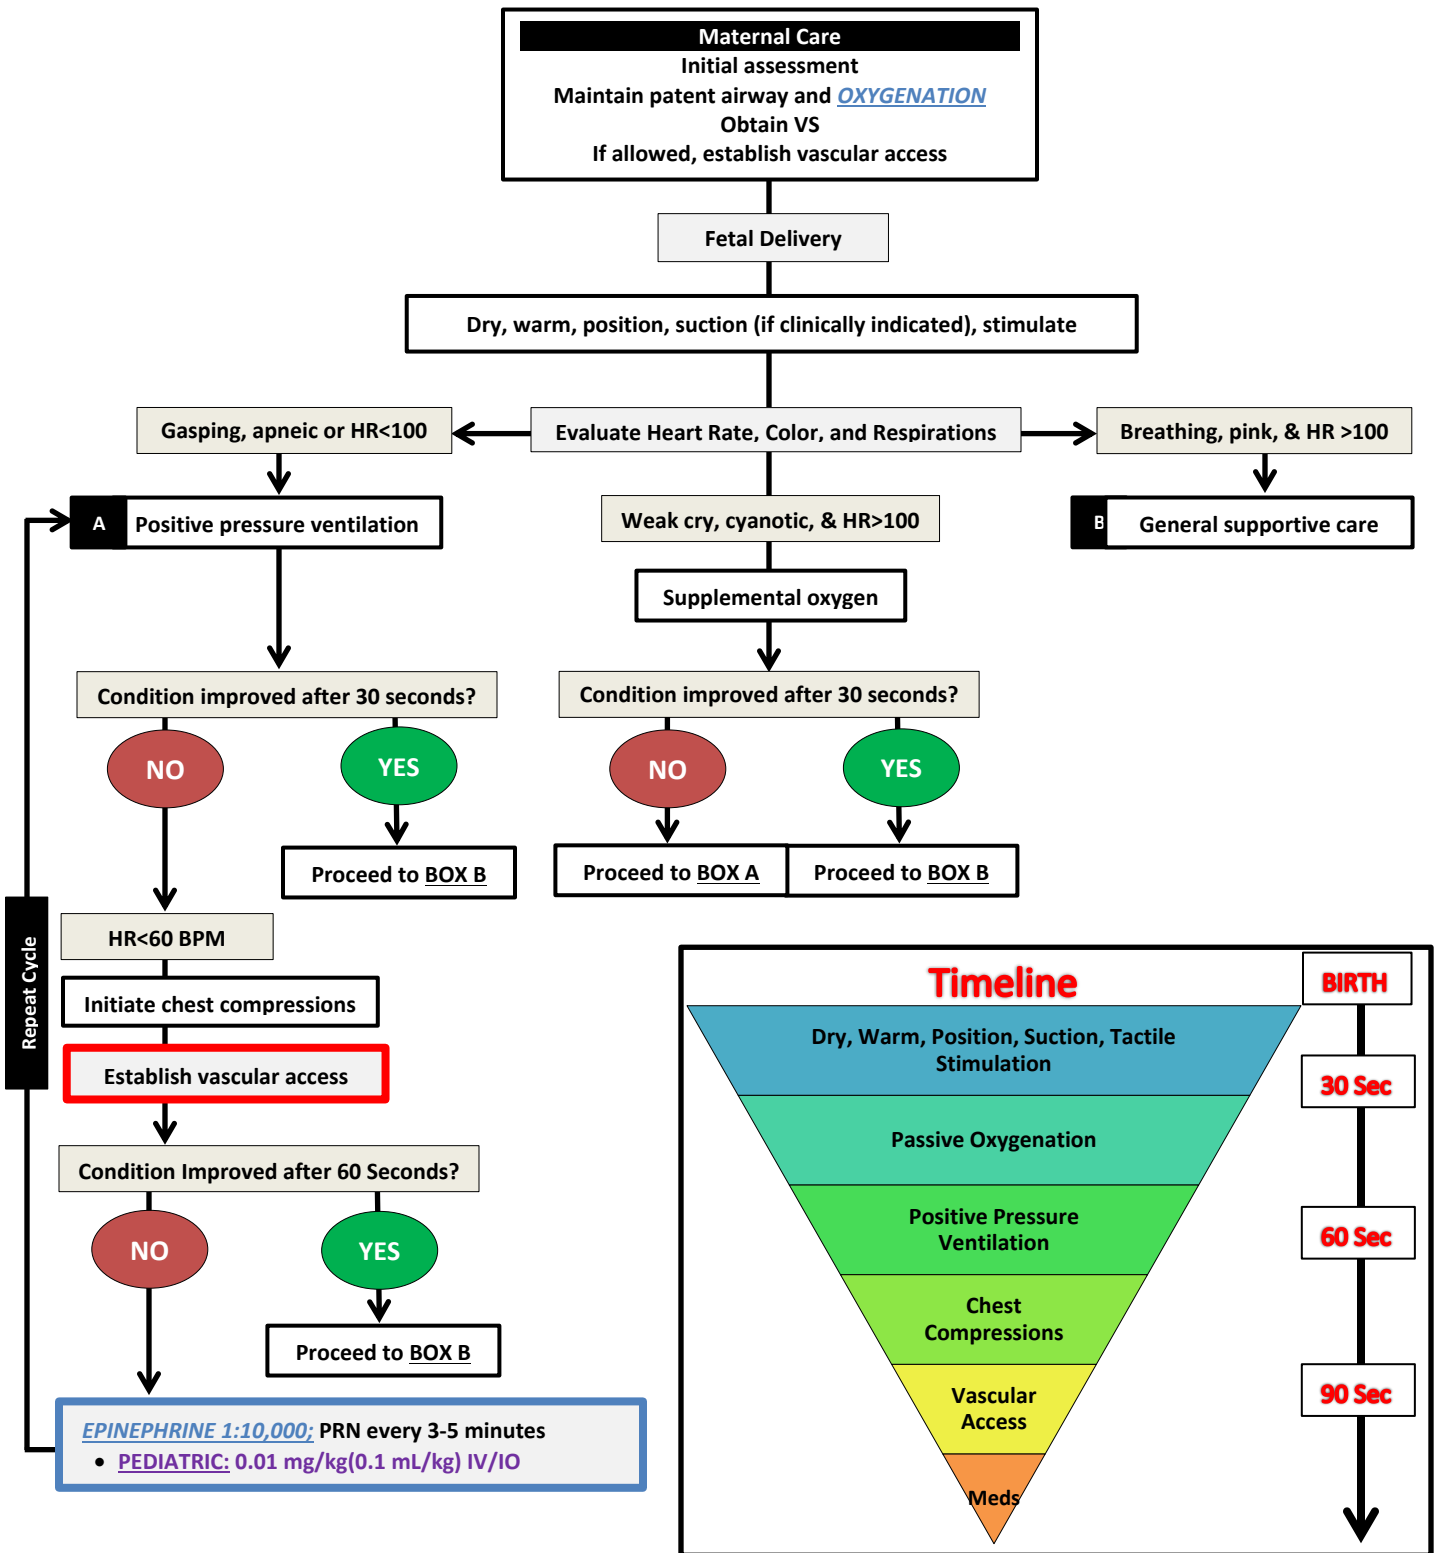 Maternal Care
Initial assessment
Maintain patent airway and OXYGENATION
Obtain VS
If allowed, establish vascular access
Fetal Delivery
Dry, warm, position, suction (if clinically indicated), stimulate
Gasping, apneic or HR<100
Evaluate Heart Rate, Color, and Respirations
Breathing, pink, & HR >100
A
Positive pressure ventilation
Weak cry, cyanotic, & HR>100
B
General supportive care
Supplemental oxygen
Condition improved after 30 seconds?
Condition improved after 30 seconds?
NO
YES
NO
YES
Proceed to BOX B
Proceed to BOX A
Proceed to BOX B
Repeat Cycle
HR<60 BPM
Initiate chest compressions
Establish vascular access
Condition Improved after 60 Seconds?
NO
YES
Proceed to BOX B
EPINEPHRINE 1:10,000; PRN every 3-5 minutes
• PEDIATRIC: 0.01 mg/kg(0.1 mL/kg) IV/IO
Timeline
BIRTH
Dry, Warm, Position, Suction, Tactile
Stimulation
30 Sec
Passive Oxygenation
Positive Pressure
Ventilation
60 Sec
Chest
Compressions
90 Sec
Vascular
Access
Meds